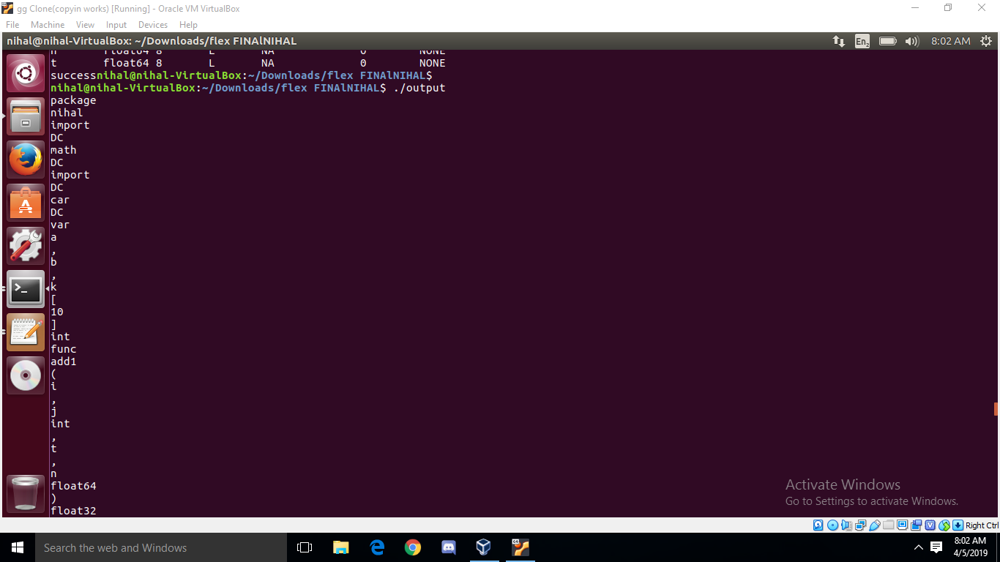 gg Clone(copyin works) [Running] - Oracle VM VirtualBox
File Machine View Input Devices Help
nihal@nihal-VirtualBox: ~/Downloads/flex FINAlNIHAL
En2 8:02 AM
n float64 8 L NA 0 NONE
t float64 8 L NA 0 NONE
successnihal@nihal-VirtualBox:~/Downloads/flex FINAlNIHAL$
nihal@nihal-VirtualBox:~/Downloads/flex FINAlNIHAL$ ./output
package
nihal
import
DC
math
DC
import
DC
car
DC
var
a
,
b
,
k
[
10
]
int
func
add1
(
i
,
j
int
,
t
,
n
float64
)
float32
Activate Windows
Go to Settings to activate Windows.
Right Ctrl
Search the web and Windows
8:02 AM
4/5/2019